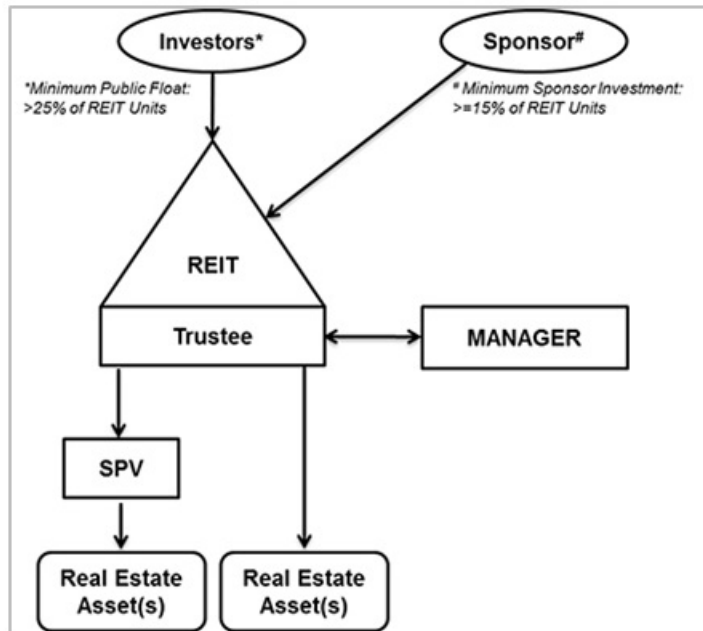 Investors*
Sponsor#
*Minimum Public Float:
>25% of REIT Units
# Minimum Sponsor Investment:
>=15% of REIT Units
REIT
Trustee
MANAGER
SPV
Real Estate
Asset(s)
Real Estate
Asset(s)